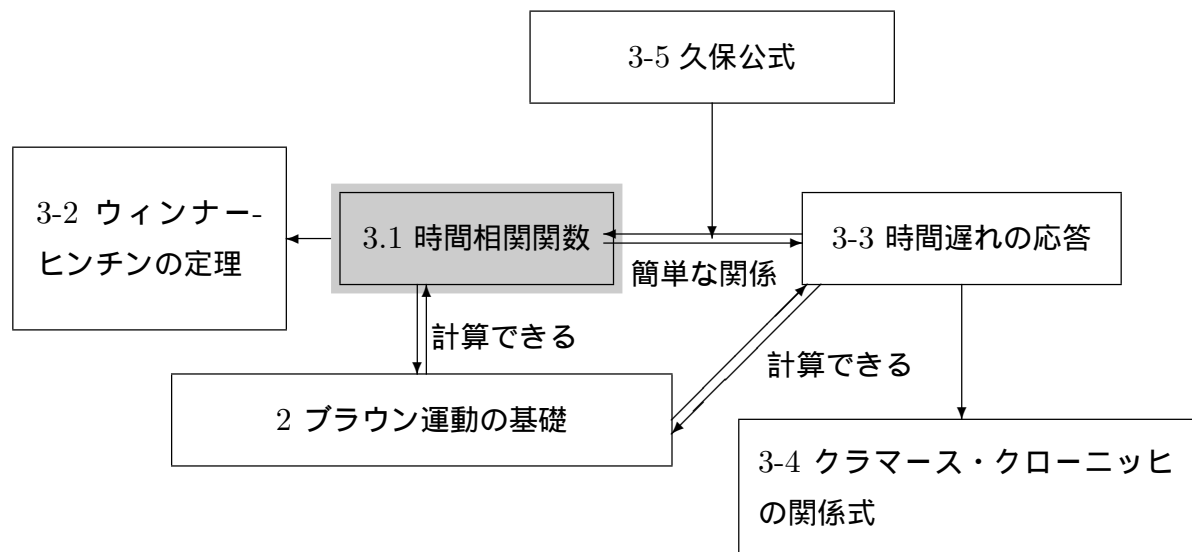 3-5 久保公式
3-2 ウィンナー-
ヒンチンの定理
3.1 時間相関関数
3-3 時間遅れの応答
簡単な関係
計算できる
計算できる
2 ブラウン運動の基礎
3-4 クラマース・クローニッヒ
の関係式